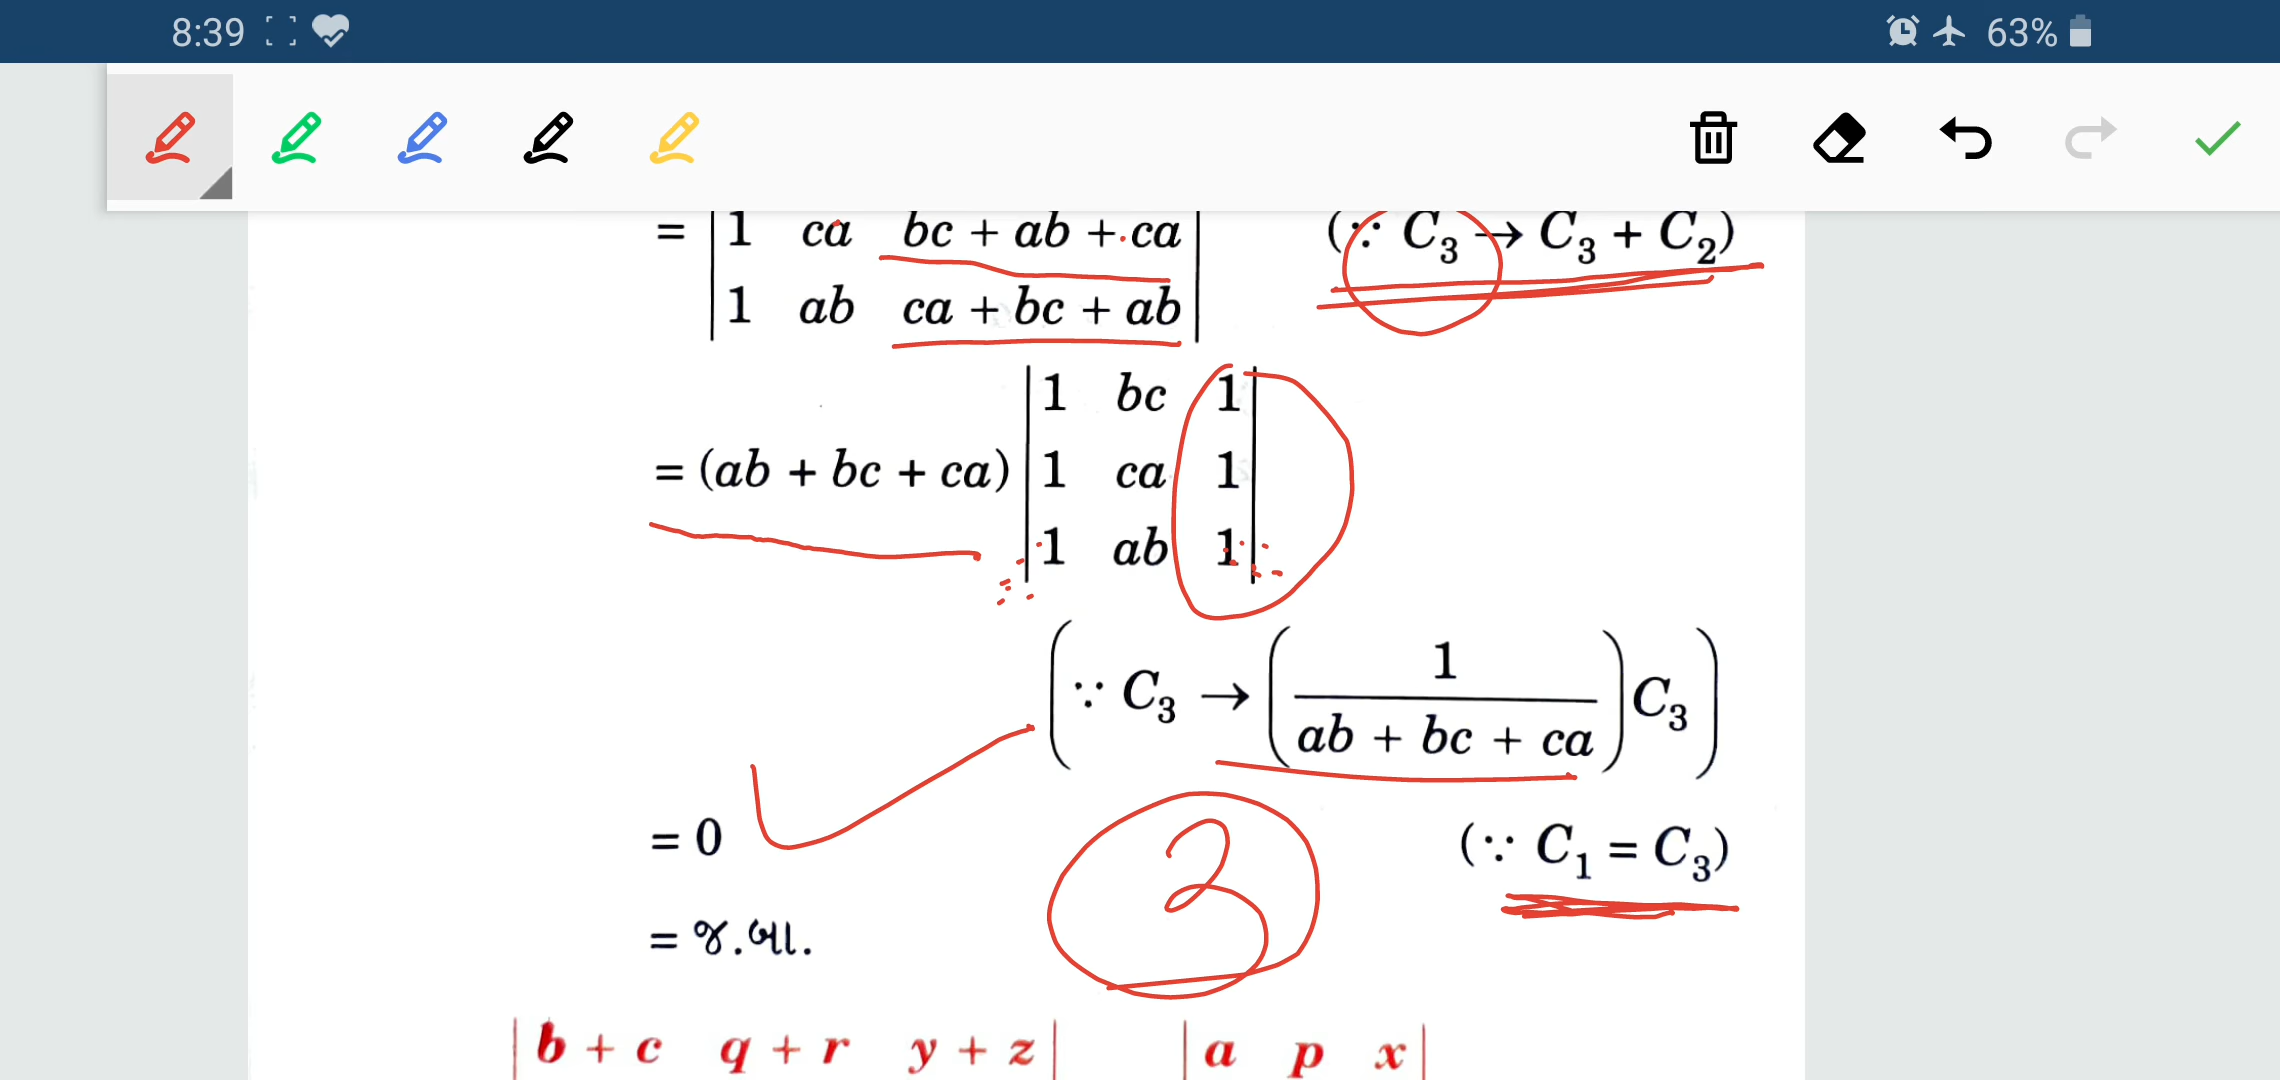 8:39 63%
= | 1 ca bc + ab + ca | (∵ C₃ → C₃ + C₂)
| 1 ab ca + bc + ab |
| 1 bc 1 |
= (ab + bc + ca) | 1 ca 1 |
| 1 ab 1 |
(∵ C₃ → (1 / (ab + bc + ca)) C₃)
= 0 (∵ C₁ = C₃)
3
= જ.બા.
| b + c q + r y + z | | a p x |